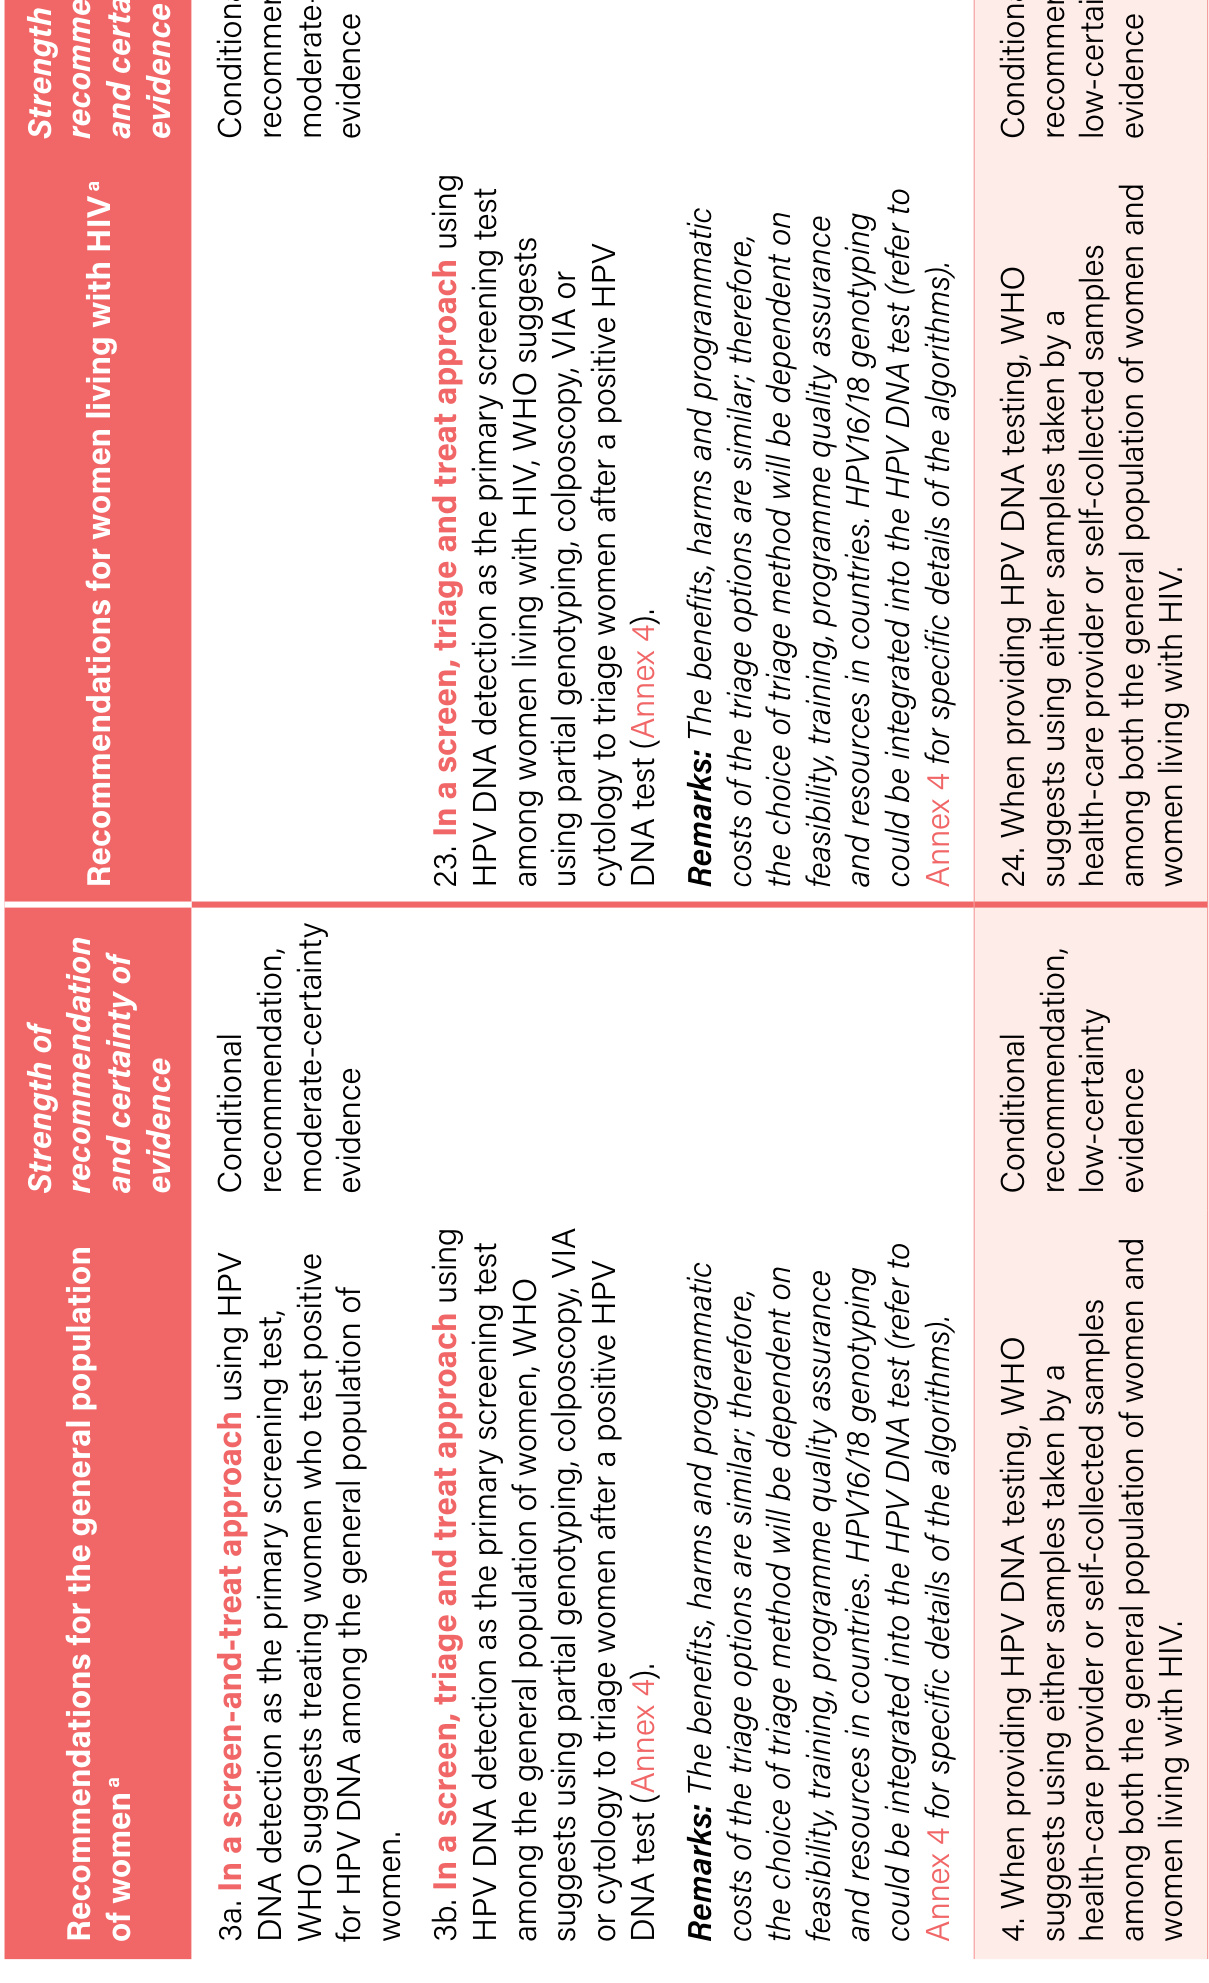 Recommendations for the general population
of women a
Strength of
recommendation
and certainty of
evidence
Recommendations for women living with HIV a
Strength
recomme
and certa
evidence
3a. In a screen-and-treat approach using HPV
DNA detection as the primary screening test,
WHO suggests treating women who test positive
for HPV DNA among the general population of
women.
Conditional
recommendation,
moderate-certainty
evidence
Conditiona
recommen
moderate-
evidence
3b. In a screen, triage and treat approach using
HPV DNA detection as the primary screening test
among the general population of women, WHO
suggests using partial genotyping, colposcopy, VIA
or cytology to triage women after a positive HPV
DNA test (Annex 4).
Remarks: The benefits, harms and programmatic
costs of the triage options are similar; therefore,
the choice of triage method will be dependent on
feasibility, training, programme quality assurance
and resources in countries. HPV16/18 genotyping
could be integrated into the HPV DNA test (refer to
Annex 4 for specific details of the algorithms).
23. In a screen, triage and treat approach using
HPV DNA detection as the primary screening test
among women living with HIV, WHO suggests
using partial genotyping, colposcopy, VIA or
cytology to triage women after a positive HPV
DNA test (Annex 4).
Remarks: The benefits, harms and programmatic
costs of the triage options are similar; therefore,
the choice of triage method will be dependent on
feasibility, training, programme quality assurance
and resources in countries. HPV16/18 genotyping
could be integrated into the HPV DNA test (refer to
Annex 4 for specific details of the algorithms).
4. When providing HPV DNA testing, WHO
suggests using either samples taken by a
health-care provider or self-collected samples
among both the general population of women and
women living with HIV.
Conditional
recommendation,
low-certainty
evidence
24. When providing HPV DNA testing, WHO
suggests using either samples taken by a
health-care provider or self-collected samples
among both the general population of women and
women living with HIV.
Conditiona
recommen
low-certai
evidence